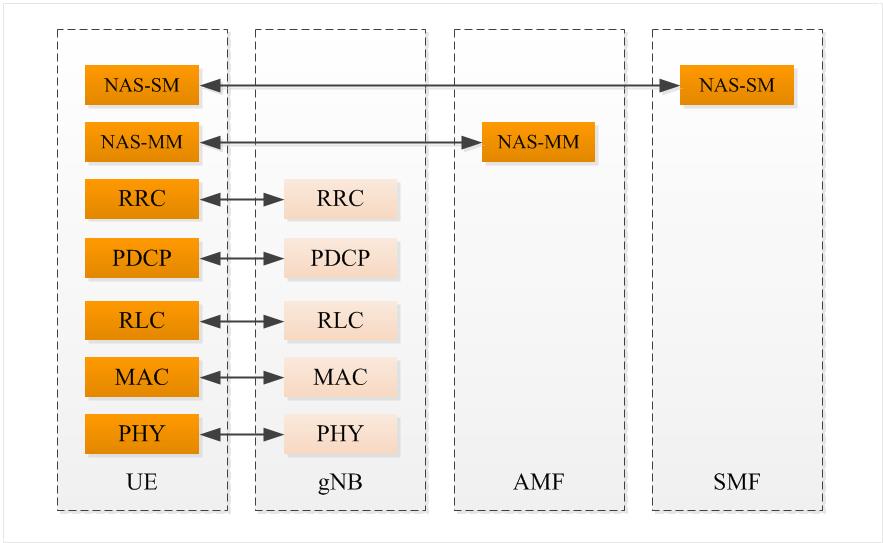 NAS-SM NAS-SM
NAS-MM NAS-MM
RRC RRC
PDCP PDCP
RLC RLC
MAC MAC
PHY PHY
UE gNB AMF SMF